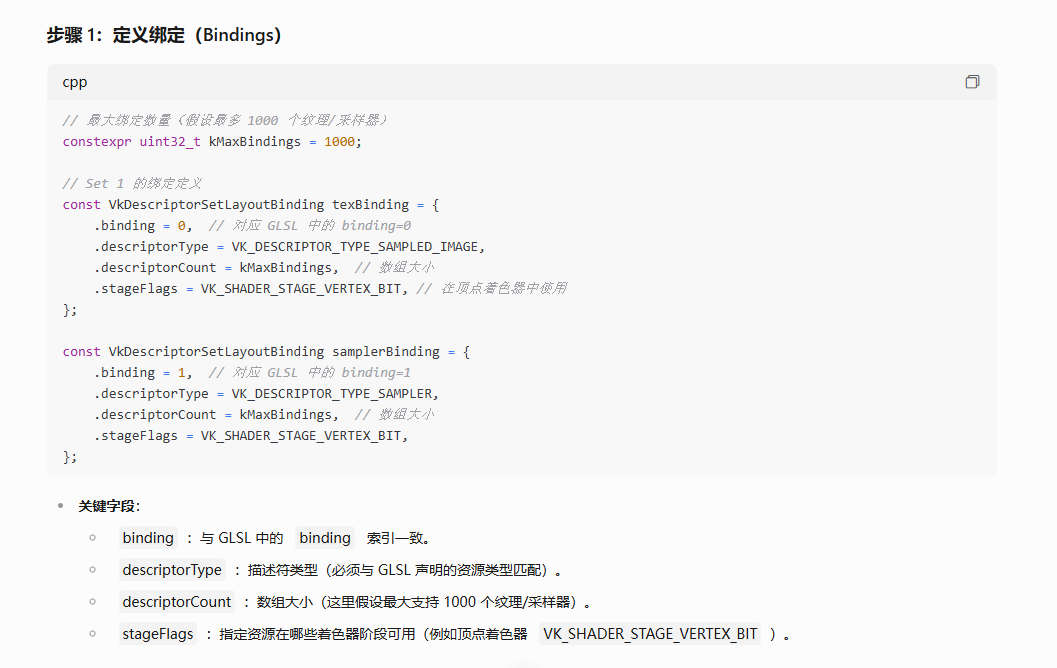 步骤 1：定义绑定（Bindings）
cpp
// 最大绑定数量（假设最多 1000 个纹理/采样器）
constexpr uint32_t kMaxBindings = 1000;
// Set 1 的绑定定义
const VkDescriptorSetLayoutBinding texBinding = {
    .binding = 0,  // 对应 GLSL 中的 binding=0
    .descriptorType = VK_DESCRIPTOR_TYPE_SAMPLED_IMAGE,
    .descriptorCount = kMaxBindings,  // 数组大小
    .stageFlags = VK_SHADER_STAGE_VERTEX_BIT, // 在顶点着色器中使用
};
const VkDescriptorSetLayoutBinding samplerBinding = {
    .binding = 1,  // 对应 GLSL 中的 binding=1
    .descriptorType = VK_DESCRIPTOR_TYPE_SAMPLER,
    .descriptorCount = kMaxBindings,  // 数组大小
    .stageFlags = VK_SHADER_STAGE_VERTEX_BIT,
};
关键字段：
binding ：与 GLSL 中的 binding 索引一致。
descriptorType ：描述符类型（必须与 GLSL 声明的资源类型匹配）。
descriptorCount ：数组大小（这里假设最大支持 1000 个纹理/采样器）。
stageFlags ：指定资源在哪些着色器阶段可用（例如顶点着色器 VK_SHADER_STAGE_VERTEX_BIT ）。